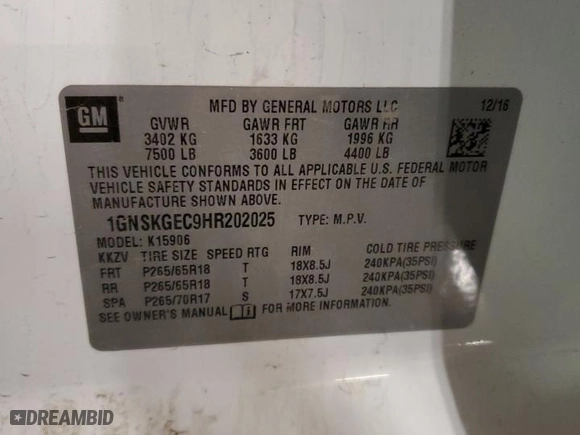 GM ®
MFD BY GENERAL MOTORS LLC 12/16
GVWR GAWR FRT GAWR RR
3402 KG 1633 KG 1996 KG
7500 LB 3600 LB 4400 LB
THIS VEHICLE CONFORMS TO ALL APPLICABLE U.S. FEDERAL MOTOR
VEHICLE SAFETY STANDARDS IN EFFECT ON THE DATE OF
MANUFACTURE SHOWN ABOVE.
1GNSKGEC9HR202025 TYPE: M.P.V.
MODEL: K15906
KKZV TIRE SIZE SPEED RTG RIM COLD TIRE PRESSURE
FRT P265/65R18 T 18X8.5J 240KPA(35PSI)
RR P265/65R18 T 18X8.5J 240KPA(35PSI)
SPA P265/70R17 S 17X7.5J 240KPA(35PSI)
SEE OWNER'S MANUAL FOR MORE INFORMATION.
DREAMBID